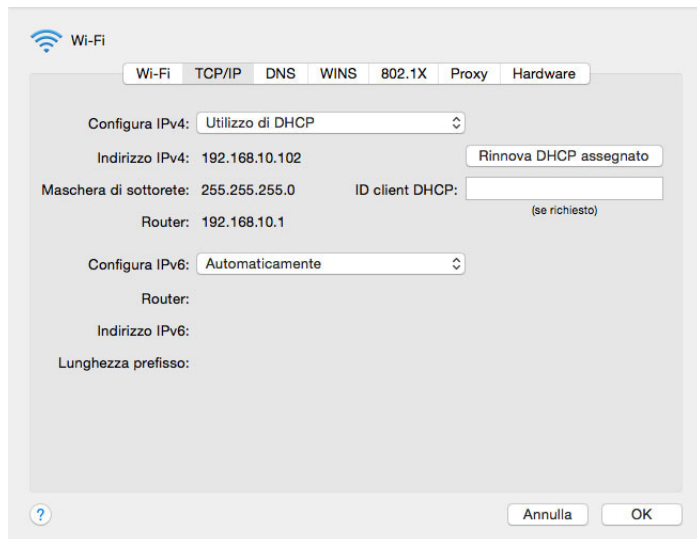 Wi-Fi
Wi-Fi TCP/IP DNS WINS 802.1X Proxy Hardware
Configura IPv4: Utilizzo di DHCP
Indirizzo IPv4: 192.168.10.102 Rinnova DHCP assegnato
Maschera di sottorete: 255.255.255.0 ID client DHCP:
(se richiesto)
Router: 192.168.10.1
Configura IPv6: Automaticamente
Router:
Indirizzo IPv6:
Lunghezza prefisso:
? Annulla OK